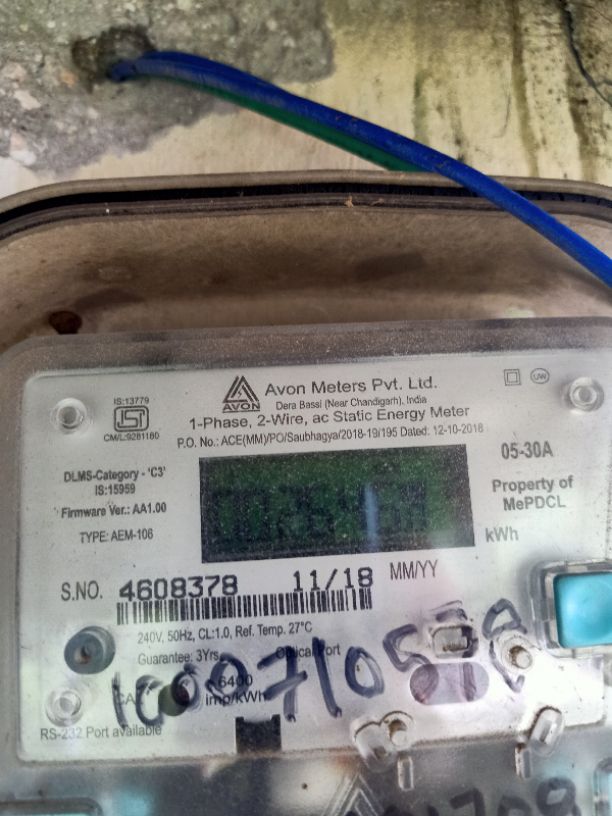 Avon Meters Pvt. Ltd.
AVON
Dera Bassi (Near Chandigarh), India
1-Phase, 2-Wire, ac Static Energy Meter
P.O. No.: ACE(MM)/PO/Saubhagya/2018-19/195 Dated: 12-10-2018
IS:13779
ISI
CM/L:9281180
DLMS-Category - 'C3'
IS:15959
Firmware Ver.: AA1.00
TYPE: AEM-106
05-30A
Property of
MePDCL
kWh
S.NO. 4608378 11/18 MM/YY
240V, 50Hz, CL:1.0, Ref. Temp. 27°C
Guarantee: 3Yrs. Optical Port
6400
imp/kWh
RS-232 Port available